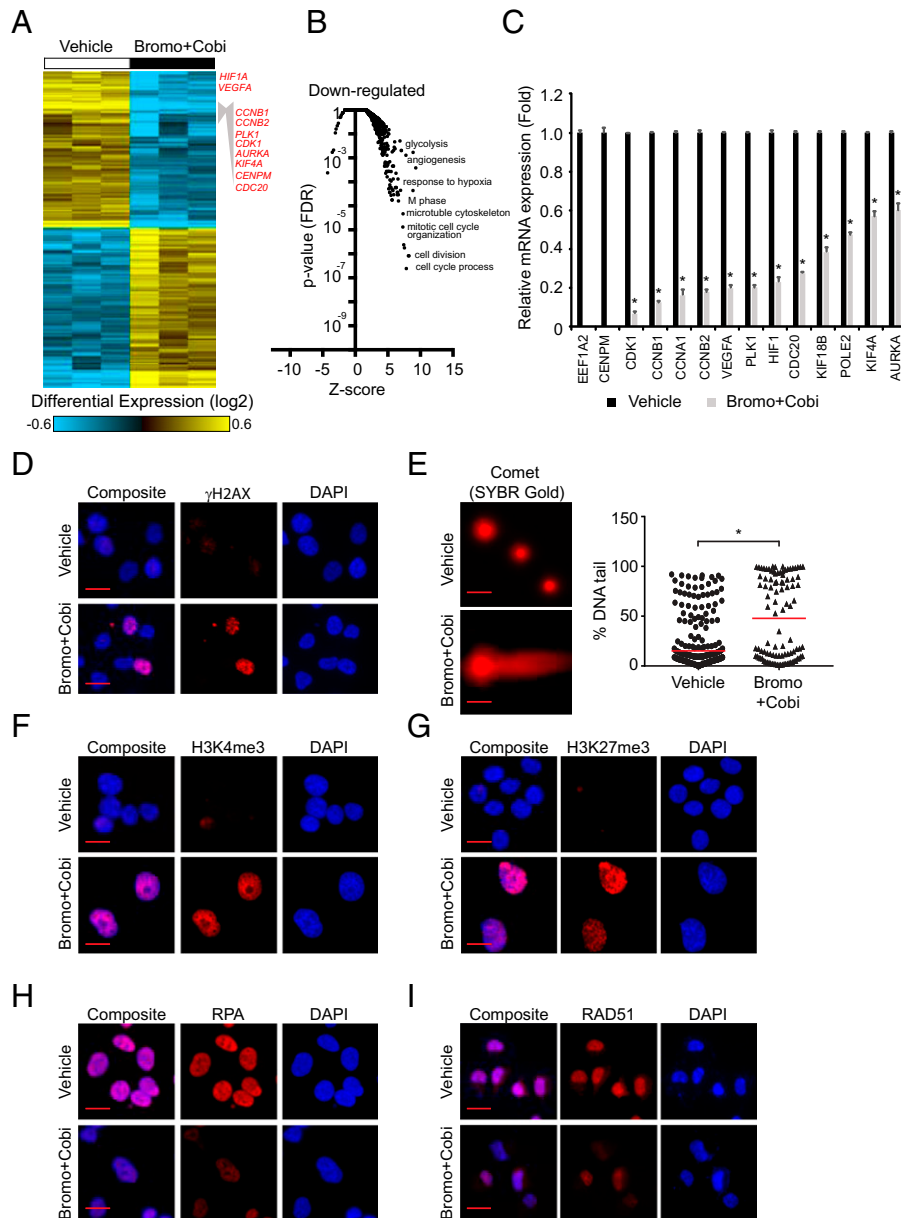 A
Vehicle Bromo+Cobi
HIF1A
VEGFA
CCNB1
CCNB2
PLK1
CDK1
AURKA
KIF4A
CENPM
CDC20
Differential Expression (log2)
-0.6 0.6
B
Down-regulated
p-value (FDR)
1
10-3
10-5
10-6
10-7
10-9
glycolysis
angiogenesis
response to hypoxia
M phase
microtuble cytoskeleton
mitotic cell cycle
organization
cell division
cell cycle process
-10 -5 0 5 10 15
Z-score
C
Relative mRNA expression (Fold)
1.2
1.0
0.8
0.6
0.4
0.2
0
* * * * * * * * * * * *
EEF1A2
CENPM
CDK1
CCNB1
CCNA1
CCNB2
VEGFA
PLK1
HIF1
CDC20
KIF18B
POLE2
KIF4A
AURKA
Vehicle Bromo+Cobi
D
Composite γH2AX DAPI
Vehicle
Bromo+Cobi
E
Comet
(SYBR Gold)
Vehicle
Bromo+Cobi
% DNA tail
150
100
50
0
*
Vehicle Bromo
+Cobi
F
Composite H3K4me3 DAPI
Vehicle
Bromo+Cobi
G
Composite H3K27me3 DAPI
Vehicle
Bromo+Cobi
H
Composite RPA DAPI
Vehicle
Bromo+Cobi
I
Composite RAD51 DAPI
Vehicle
Bromo+Cobi